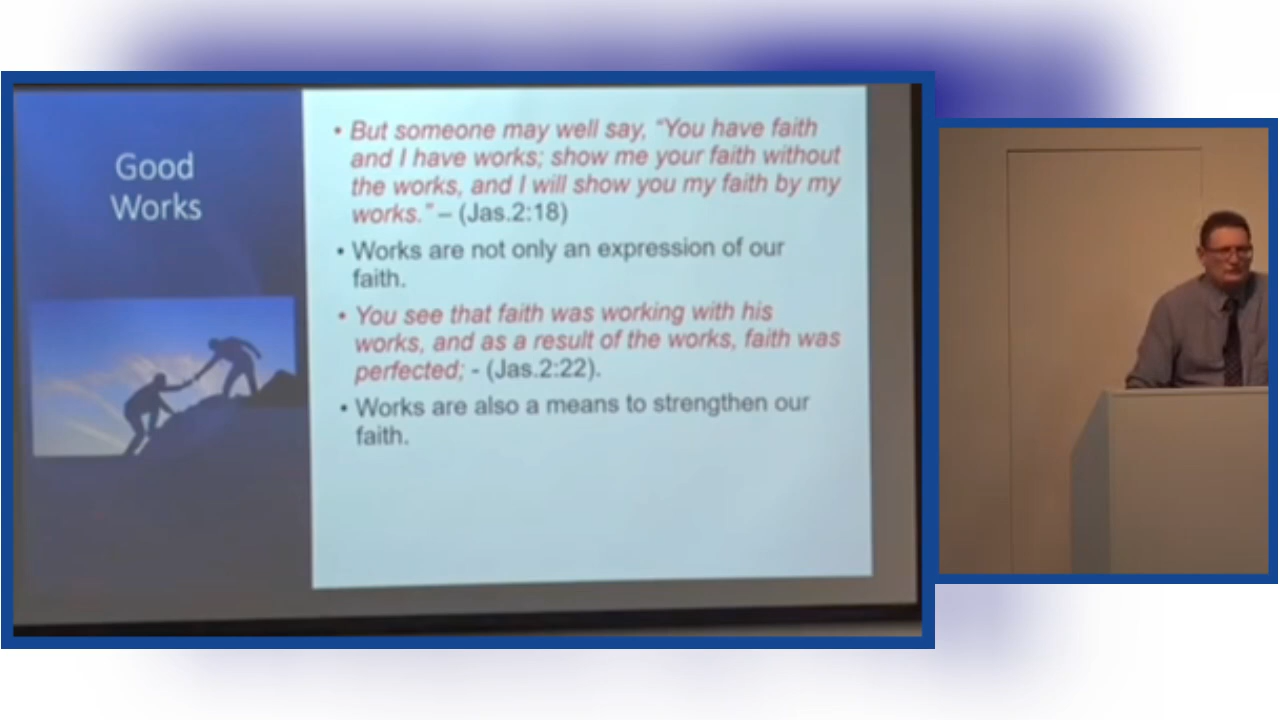 Good
Works
• But someone may well say, "You have faith
and I have works; show me your faith without
the works, and I will show you my faith by my
works." – (Jas.2:18)
• Works are not only an expression of our
faith.
• You see that faith was working with his
works, and as a result of the works, faith was
perfected; - (Jas.2:22).
• Works are also a means to strengthen our
faith.